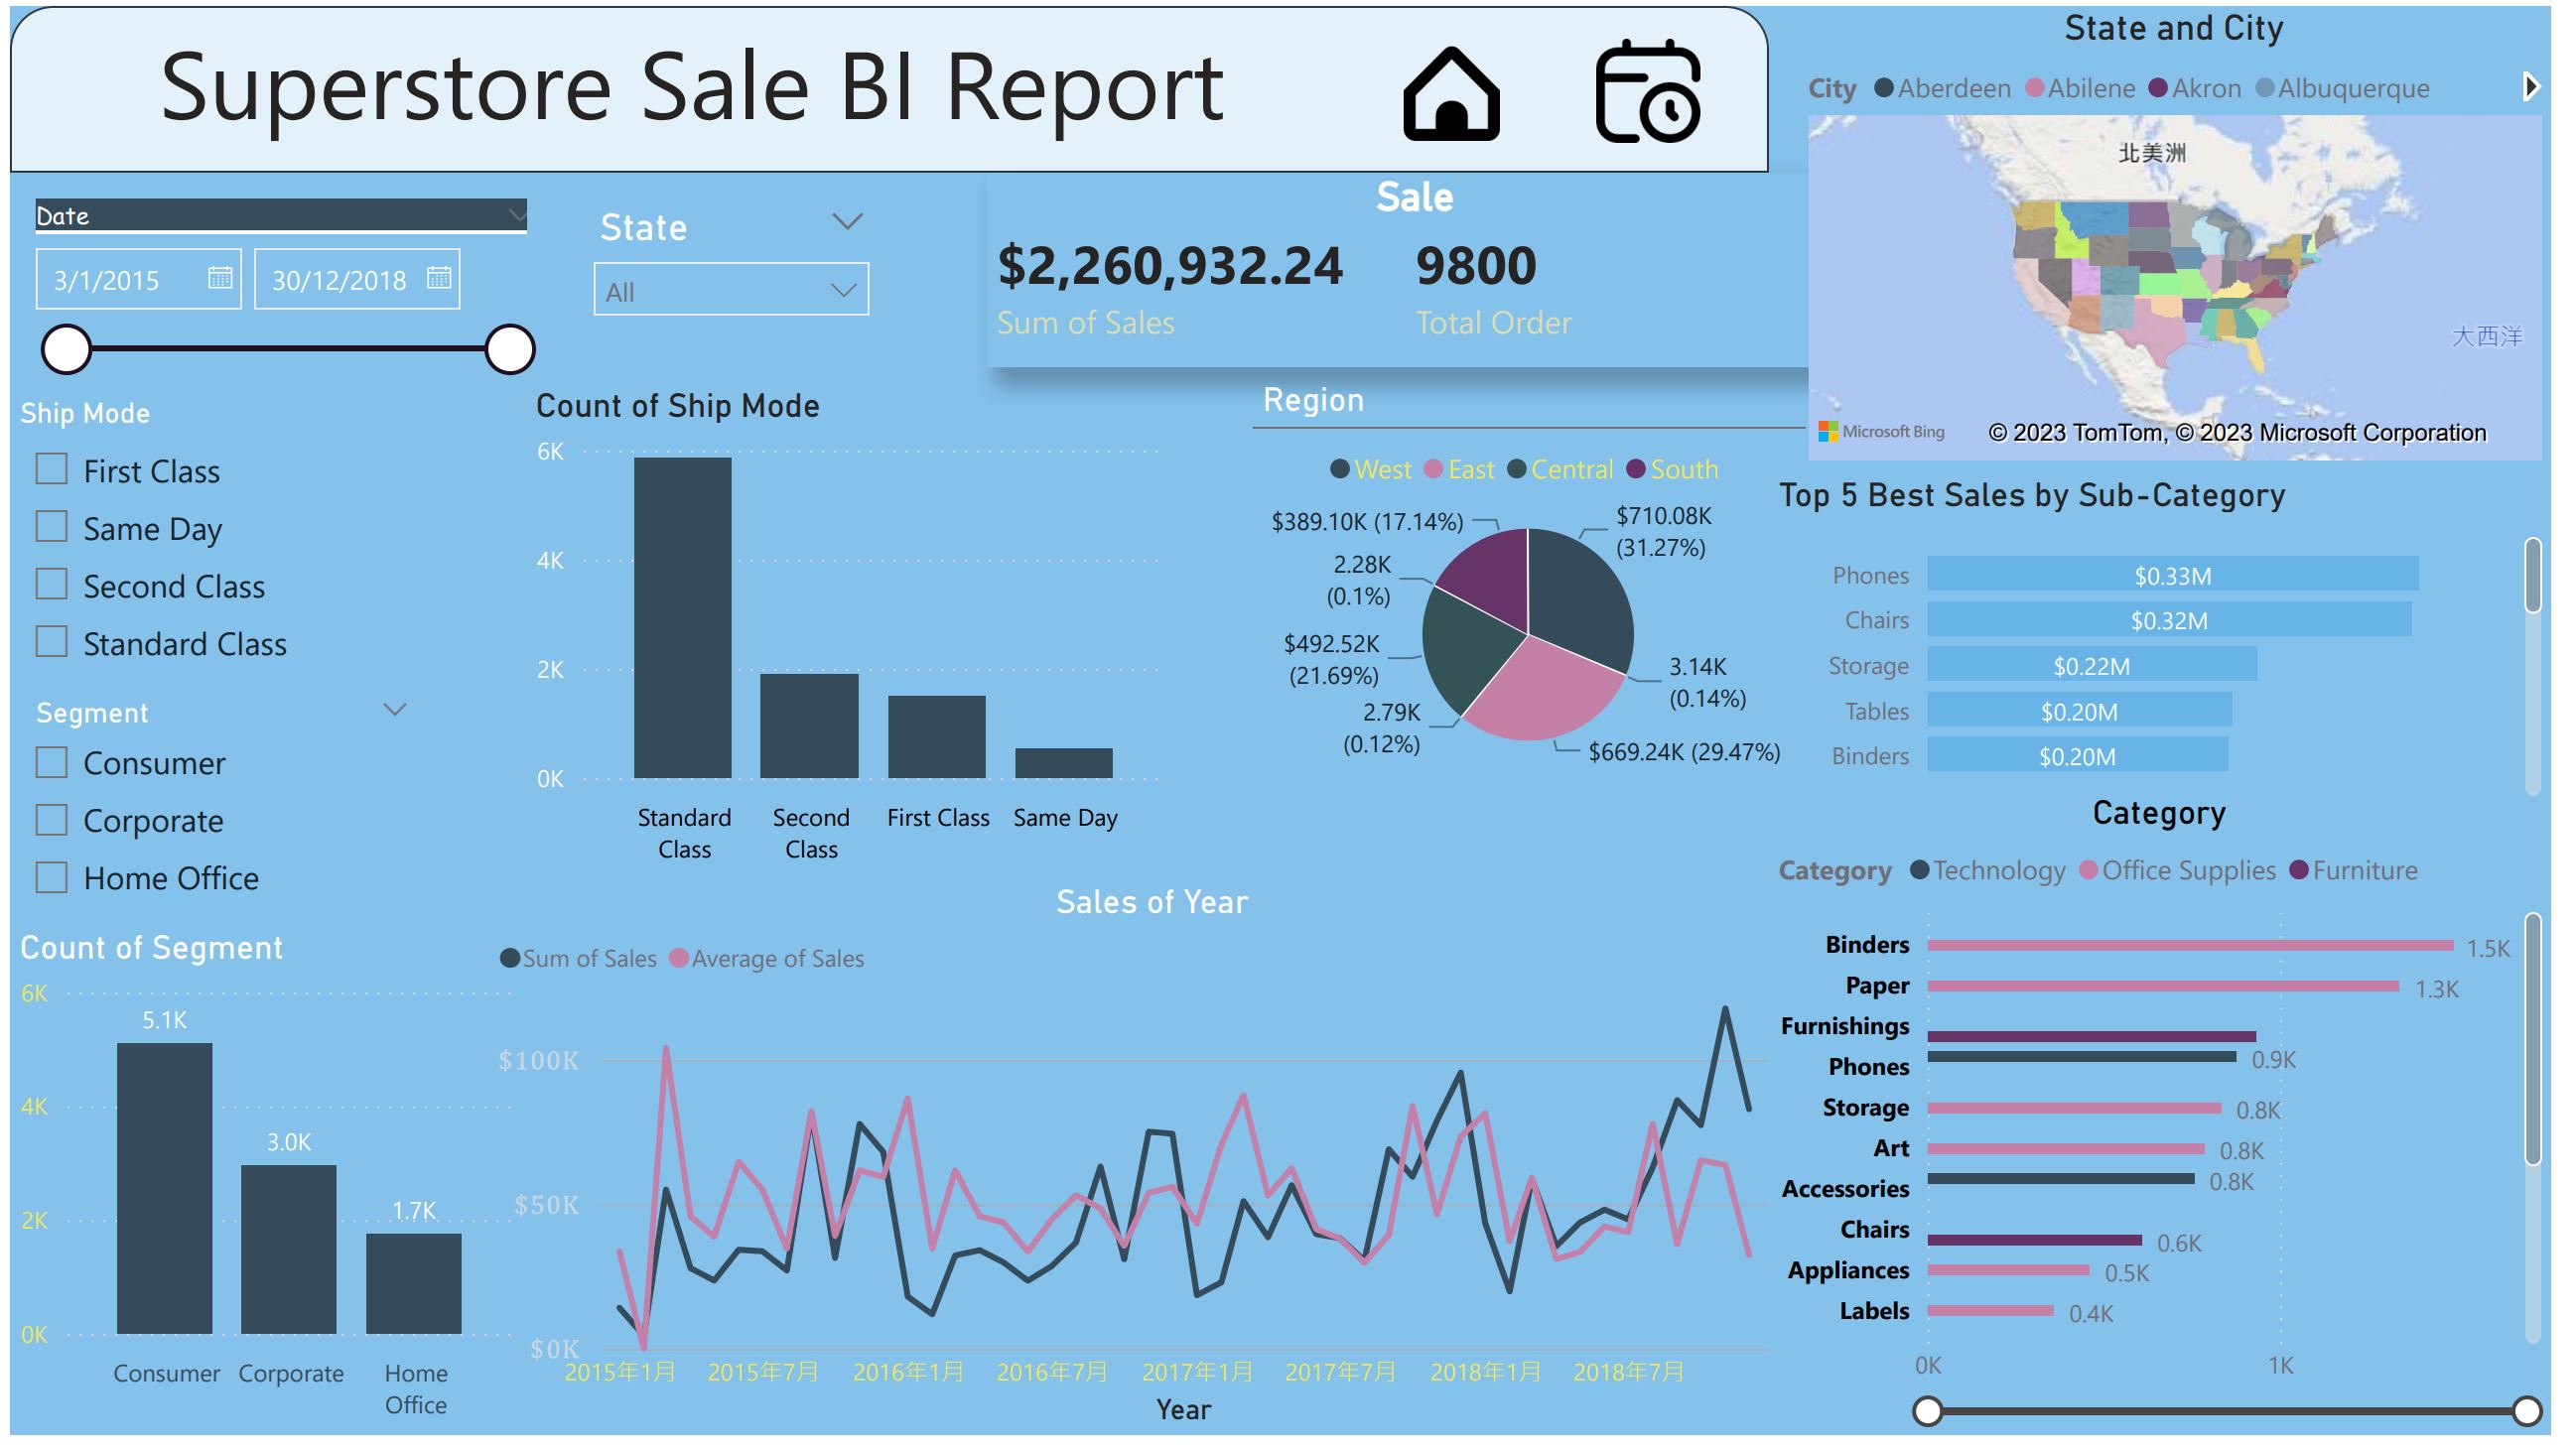 Superstore Sale BI Report
State and City
City Aberdeen Abilene Akron Albuquerque
北美洲
大西洋
Microsoft Bing
© 2023 TomTom, © 2023 Microsoft Corporation
Date
3/1/2015
30/12/2018
State
All
Sale
$2,260,932.24
Sum of Sales
9800
Total Order
Ship Mode
First Class
Same Day
Second Class
Standard Class
Segment
Consumer
Corporate
Home Office
Count of Ship Mode
6K
4K
2K
0K
Standard
Class
Second
Class
First Class
Same Day
Region
West East Central South
$389.10K (17.14%)
$710.08K
(31.27%)
2.28K
(0.1%)
$492.52K
(21.69%)
3.14K
(0.14%)
2.79K
(0.12%)
$669.24K (29.47%)
Top 5 Best Sales by Sub-Category
Phones $0.33M
Chairs $0.32M
Storage $0.22M
Tables $0.20M
Binders $0.20M
Count of Segment
6K
4K
2K
0K
5.1K
3.0K
1.7K
Consumer
Corporate
Home
Office
Sales of Year
Sum of Sales Average of Sales
$100K
$50K
$0K
2015年1月 2015年7月 2016年1月 2016年7月 2017年1月 2017年7月 2018年1月 2018年7月
Year
Category
Category Technology Office Supplies Furniture
Binders 1.5K
Paper 1.3K
Furnishings
Phones 0.9K
Storage 0.8K
Art 0.8K
Accessories 0.8K
Chairs 0.6K
Appliances 0.5K
Labels 0.4K
0K 1K